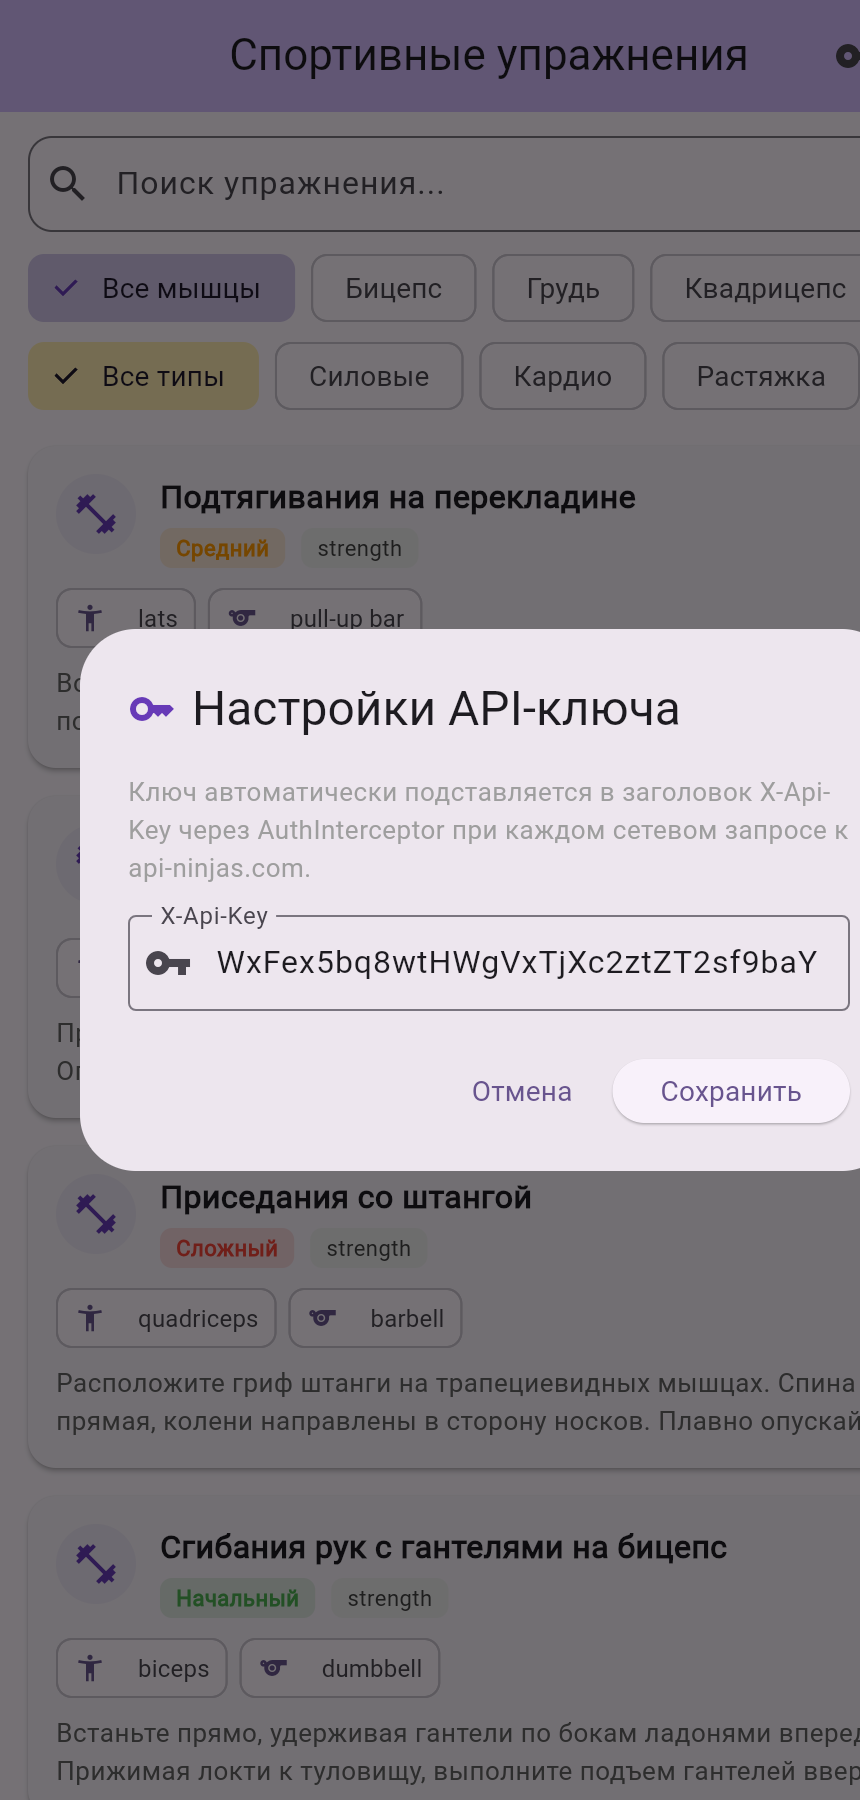 Спортивные упражнения
Поиск упражнения...
Все мышцы Бицепс Грудь Квадрицепс
Все типы Силовые Кардио Растяжка
Подтягивания на перекладине
Средний strength
lats pull-up bar
Настройки API-ключа
Ключ автоматически подставляется в заголовок X-Api-
Key через AuthInterceptor при каждом сетевом запросе к
api-ninjas.com.
X-Api-Key
WxFex5bq8wtHWgVxTjXc2ztZT2sf9baY
Отмена Сохранить
Приседания со штангой
Сложный strength
quadriceps barbell
Расположите гриф штанги на трапециевидных мышцах. Спина
прямая, колени направлены в сторону носков. Плавно опускай
Сгибания рук с гантелями на бицепс
Начальный strength
biceps dumbbell
Встаньте прямо, удерживая гантели по бокам ладонями вперед
Прижимая локти к туловищу, выполните подъем гантелей ввер